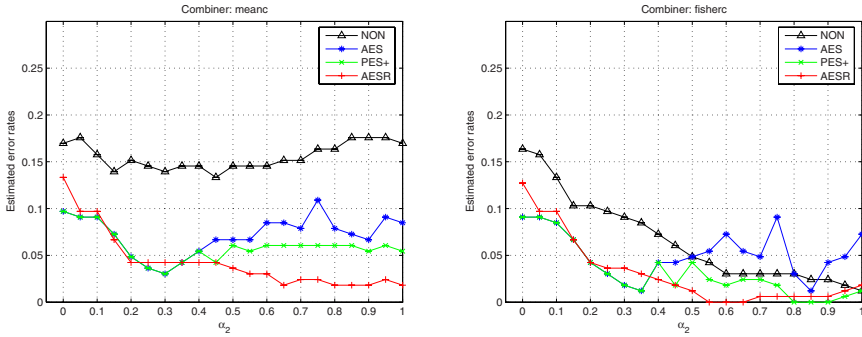 Combiner: meanc
Estimated error rates
0.25
0.2
0.15
0.1
0.05
0
0 0.1 0.2 0.3 0.4 0.5 0.6 0.7 0.8 0.9 1
α2
NON
AES
PES+
AESR
Combiner: fisherc
Estimated error rates
0.25
0.2
0.15
0.1
0.05
0
0 0.1 0.2 0.3 0.4 0.5 0.6 0.7 0.8 0.9 1
α2
NON
AES
PES+
AESR